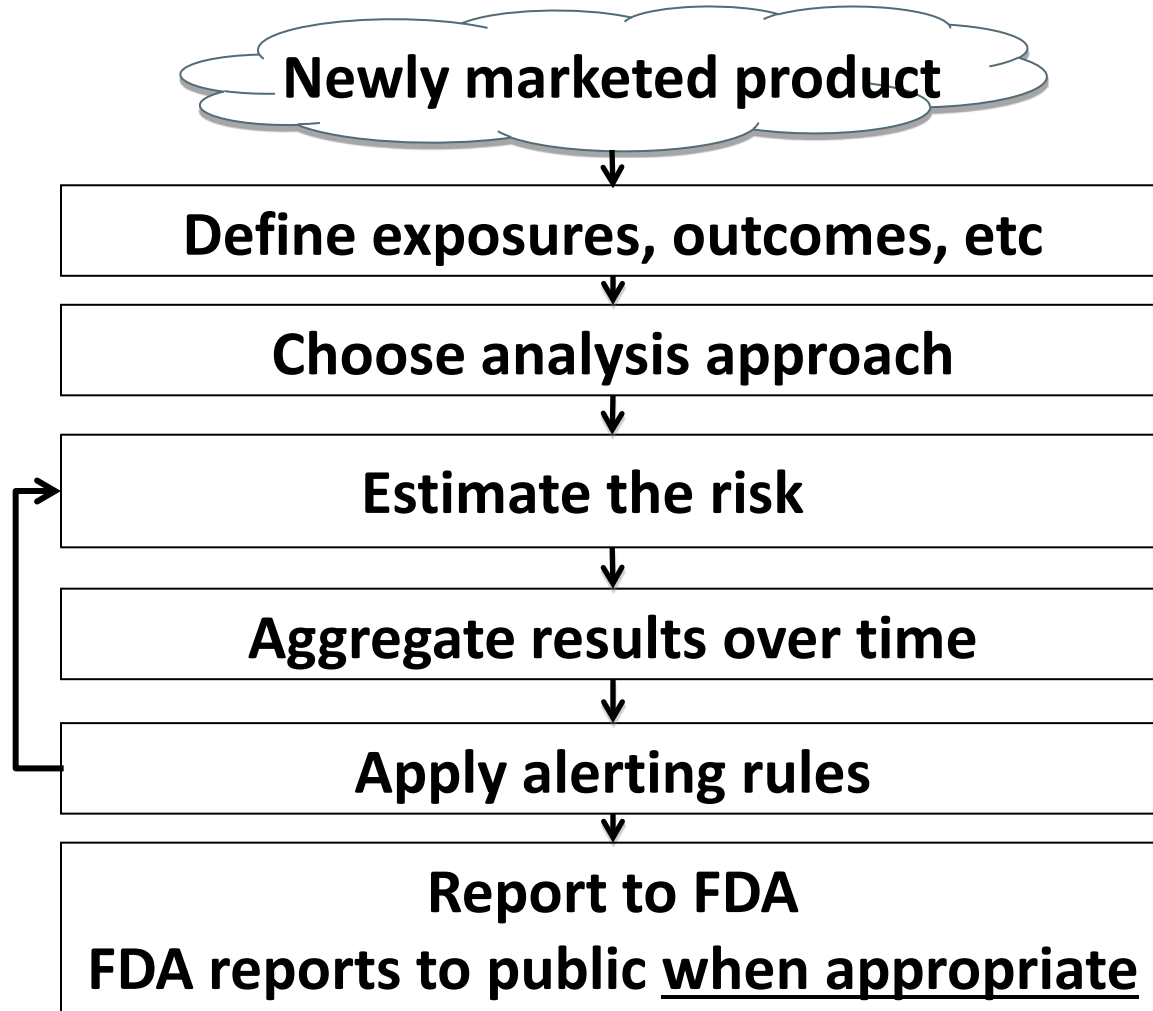 Newly marketed product
Define exposures, outcomes, etc
Choose analysis approach
Estimate the risk
Aggregate results over time
Apply alerting rules
Report to FDA
FDA reports to public when appropriate